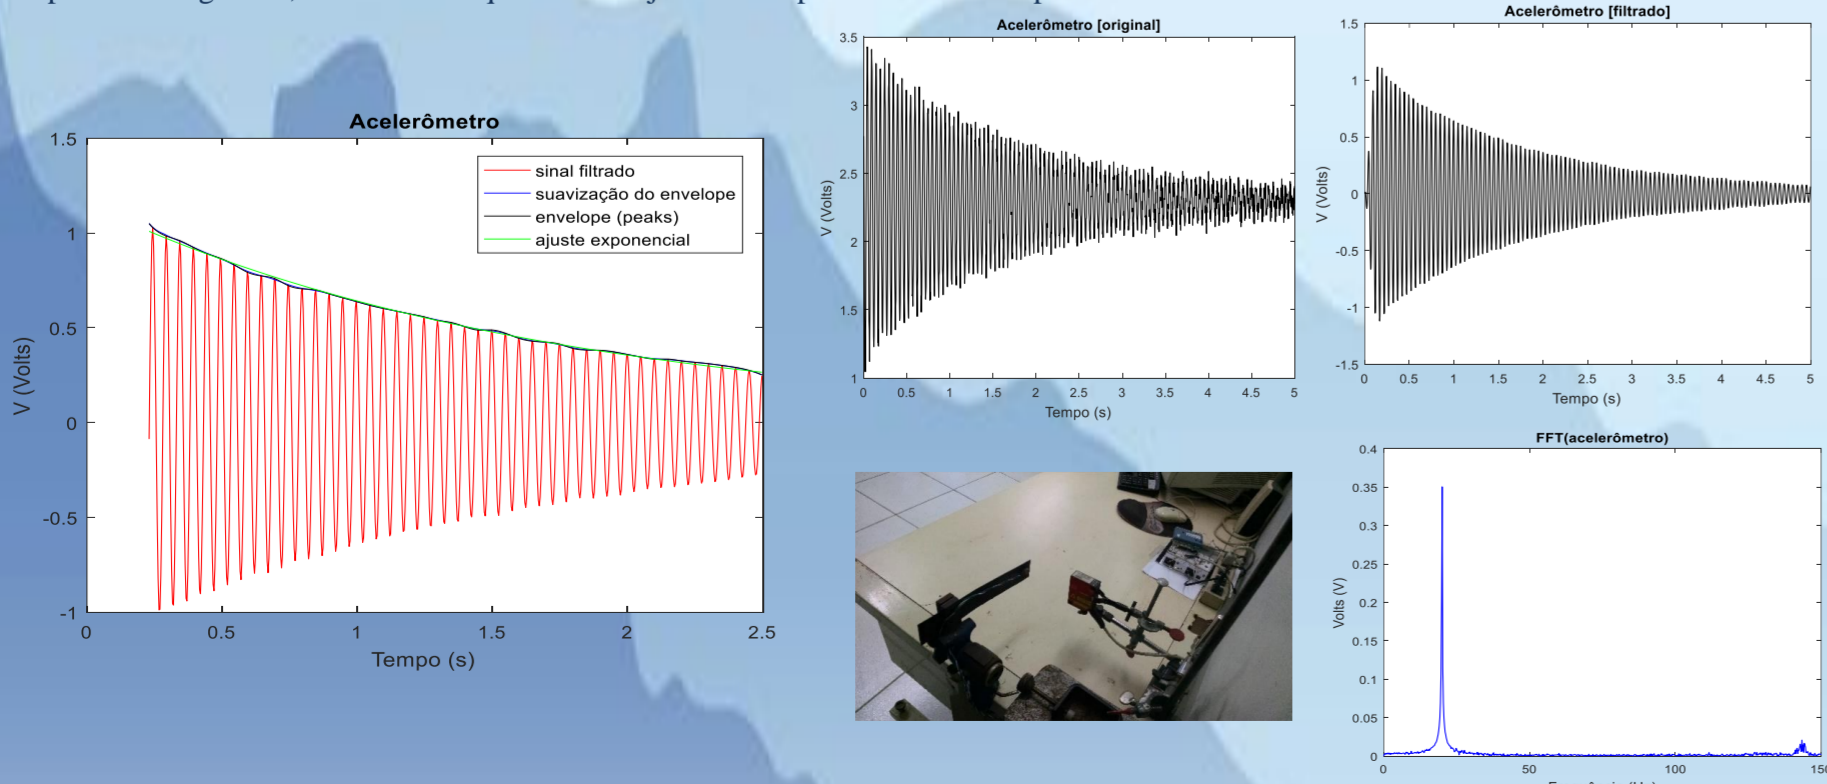 Acelerômetro
1.5
1
0.5
0
-0.5
-1
0 0.5 1 1.5 2 2.5
V (Volts)
Tempo (s)
sinal filtrado
suavização do envelope
envelope (peaks)
ajuste exponencial
Acelerômetro [original]
3.5
3
2.5
2
1.5
1
0 0.5 1 1.5 2 2.5 3 3.5 4 4.5 5
V (Volts)
Tempo (s)
Acelerômetro [filtrado]
1.5
1
0.5
0
-0.5
-1
-1.5
0 0.5 1 1.5 2 2.5 3 3.5 4 4.5 5
V (Volts)
Tempo (s)
FFT(acelerômetro)
0.4
0.35
0.3
0.25
0.2
0.15
0.1
0.05
0
0 50 100 150
Volts (V)